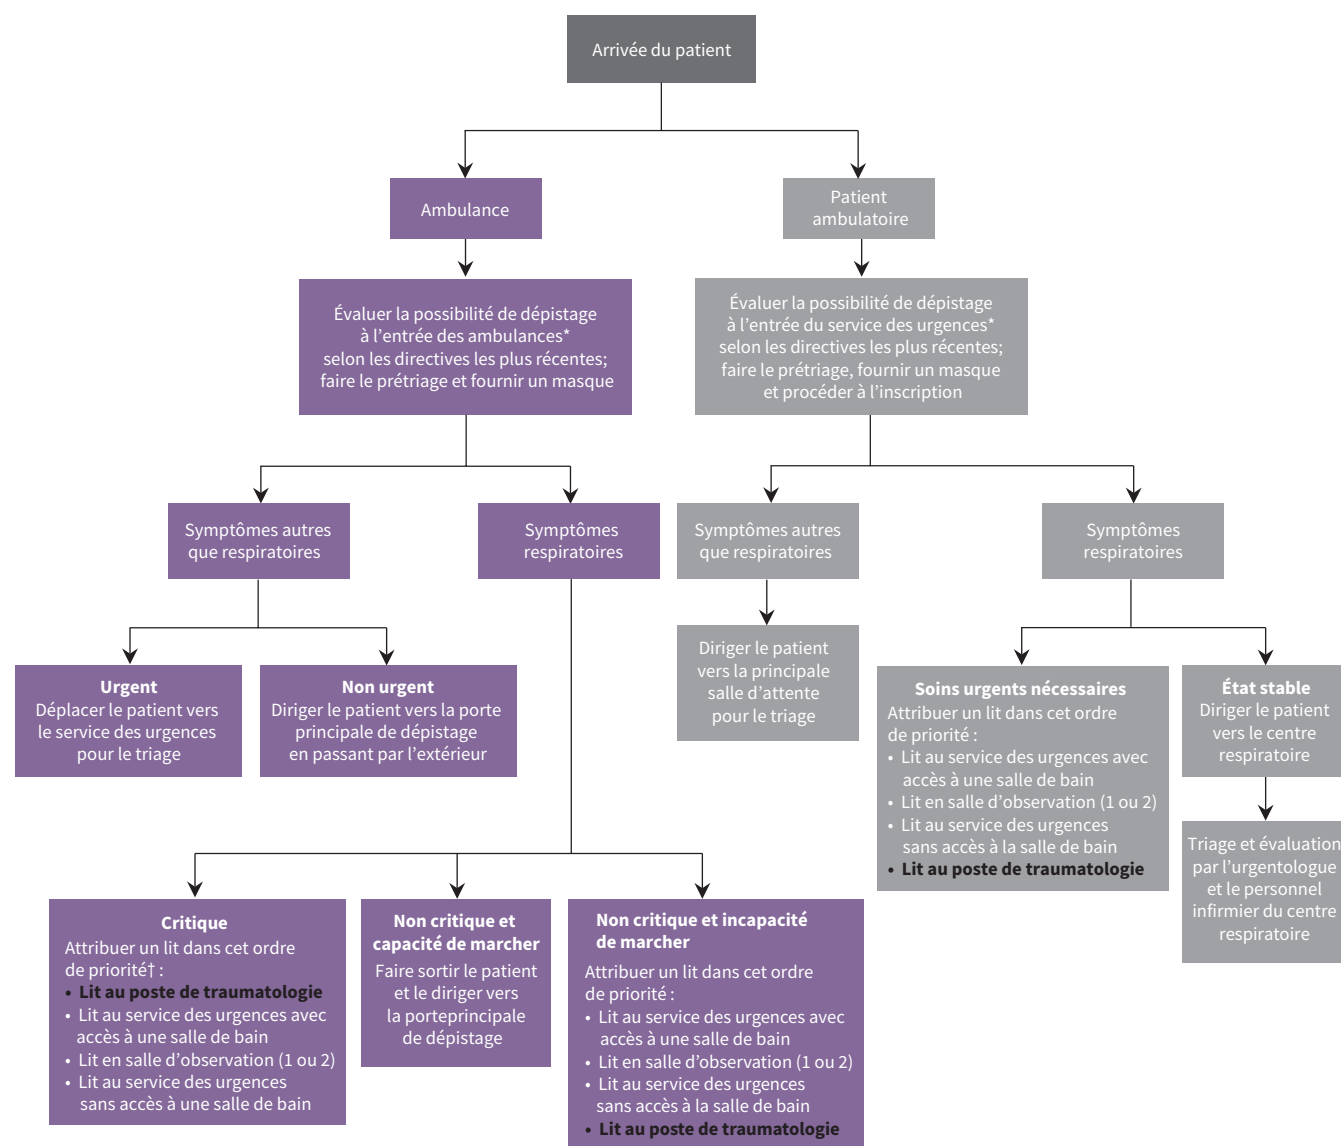 Arrivée du patient
Ambulance
Patient
ambulatoire
Évaluer la possibilité de dépistage
à l’entrée des ambulances*
selon les directives les plus récentes;
faire le prétriage et fournir un masque
Évaluer la possibilité de dépistage
à l’entrée du service des urgences*
selon les directives les plus récentes;
faire le prétriage, fournir un masque
et procéder à l’inscription
Symptômes autres
que respiratoires
Symptômes
respiratoires
Symptômes autres
que respiratoires
Symptômes
respiratoires
Urgent
Déplacer le patient vers
le service des urgences
pour le triage
Non urgent
Diriger le patient vers la porte
principale de dépistage
en passant par l’extérieur
Diriger le patient
vers la principale
salle d’attente
pour le triage
Soins urgents nécessaires
Attribuer un lit dans cet ordre
de priorité :
• Lit au service des urgences avec
accès à une salle de bain
• Lit en salle d’observation (1 ou 2)
• Lit au service des urgences
sans accès à la salle de bain
• Lit au poste de traumatologie
État stable
Diriger le patient
vers le centre
respiratoire
Triage et évaluation
par l’urgentologue
et le personnel
infirmier du centre
respiratoire
Critique
Attribuer un lit dans cet ordre
de priorité† :
• Lit au poste de traumatologie
• Lit au service des urgences avec
accès à une salle de bain
• Lit en salle d’observation (1 ou 2)
• Lit au service des urgences
sans accès à une salle de bain
Non critique et
capacité de marcher
Faire sortir le patient
et le diriger vers
la porteprincipale
de dépistage
Non critique et incapacité
de marcher
Attribuer un lit dans cet ordre
de priorité :
• Lit au service des urgences avec
accès à une salle de bain
• Lit en salle d’observation (1 ou 2)
• Lit au service des urgences
sans accès à la salle de bain
• Lit au poste de traumatologie